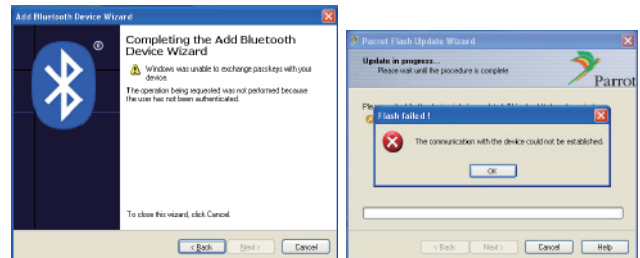 Add Bluetooth Device Wizard
®
Completing the Add Bluetooth
Device Wizard
Windows was unable to exchange passkeys with your
device.
The operation being requested was not performed because
the user has not been authenticated.
To close this wizard, click Cancel.
< Back
Next >
Cancel
Parrot Flash Update Wizard
Update in progress...
Please wait until the procedure is complete
Parrot
Flash failed !
The communication with the device could not be established.
OK
< Back
Next >
Cancel
Help